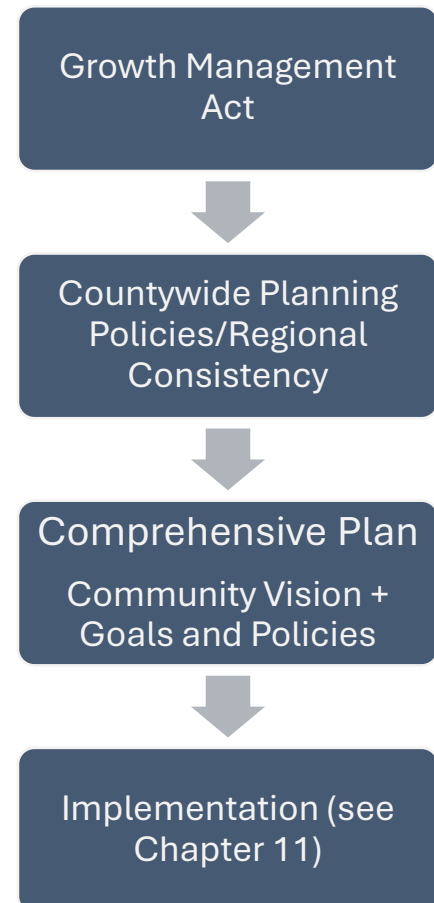 Growth Management
Act
Countywide Planning
Policies/Regional
Consistency
Comprehensive Plan
Community Vision +
Goals and Policies
Implementation (see
Chapter 11)